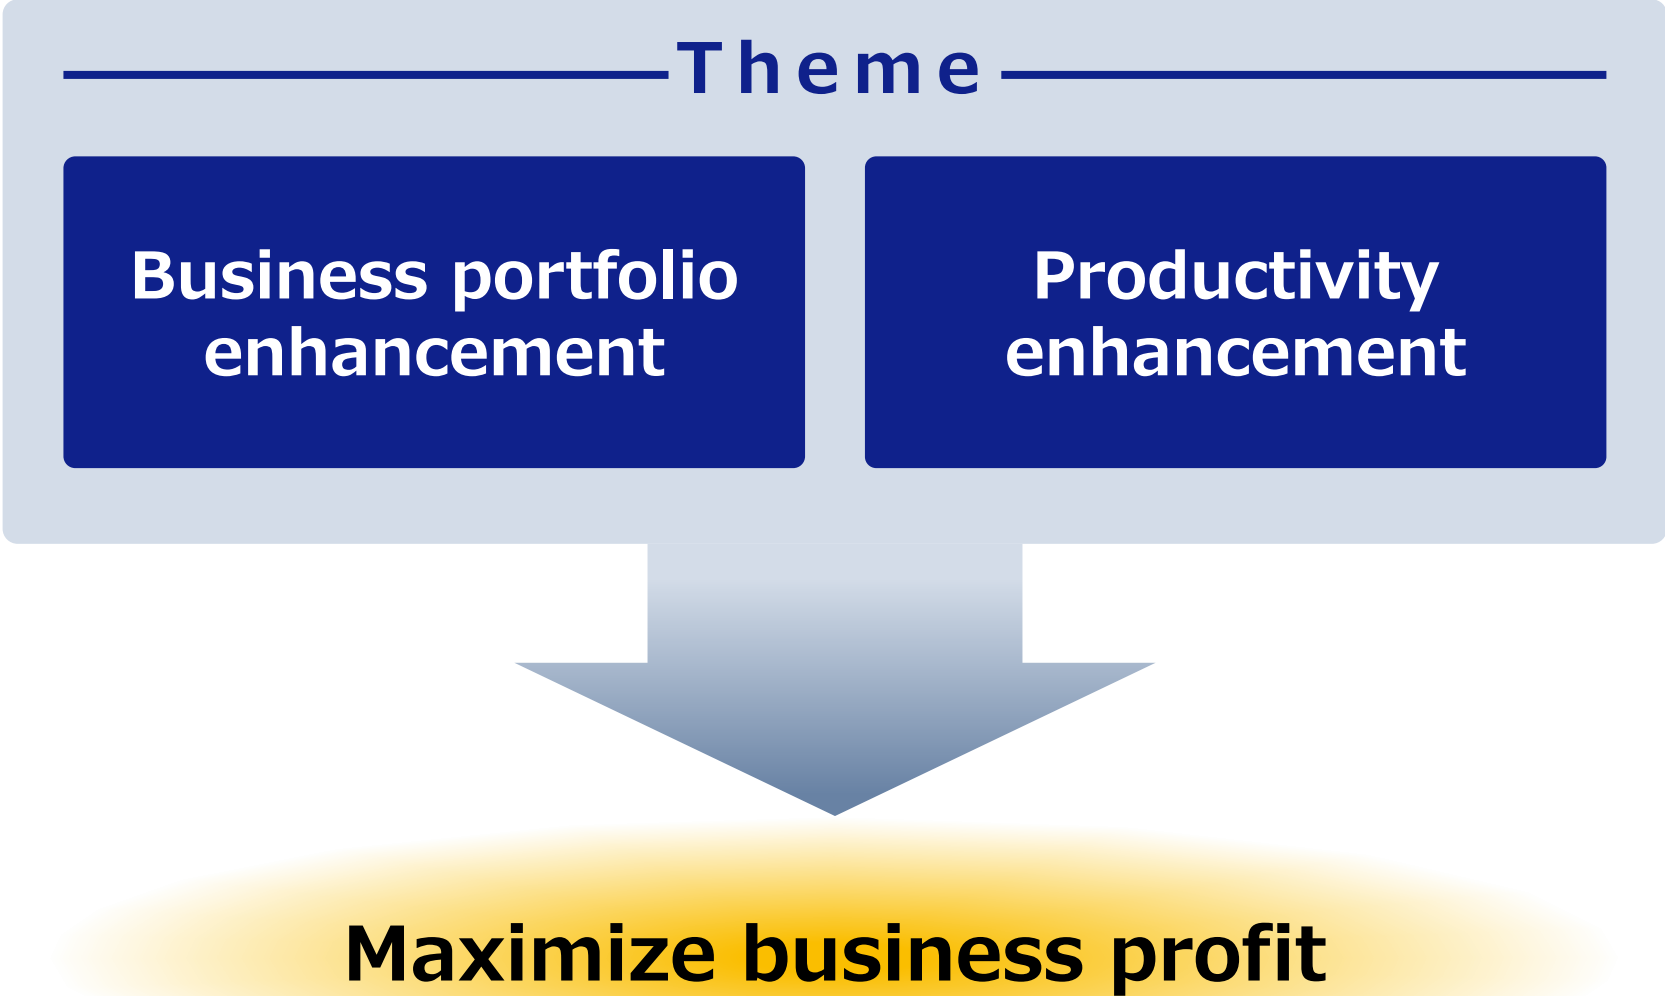 Theme
Business portfolio
enhancement
Productivity
enhancement
Maximize business profit